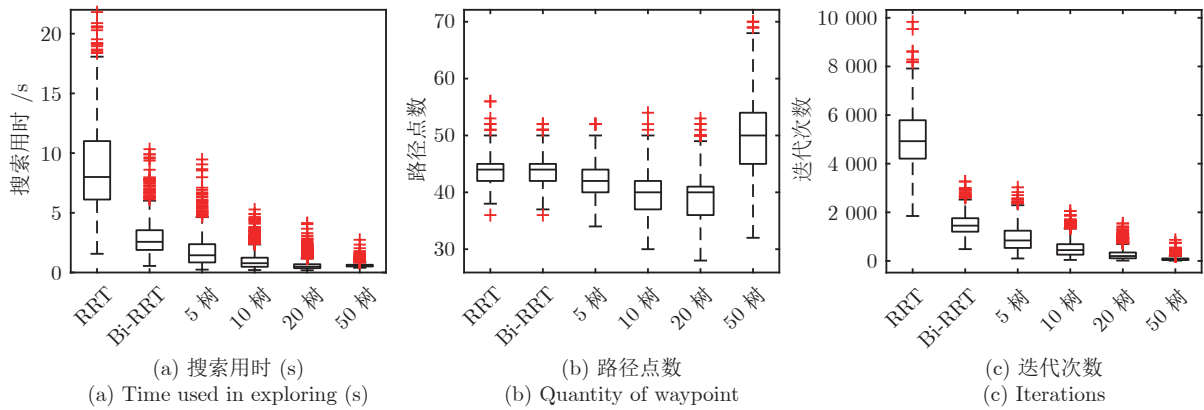 搜索用时 /s
20
15
10
5
0
RRT
Bi-RRT
5 树
10 树
20 树
50 树
(a) 搜索用时 (s)
(a) Time used in exploring (s)
路径点数
70
60
50
40
30
RRT
Bi-RRT
5 树
10 树
20 树
50 树
(b) 路径点数
(b) Quantity of waypoint
迭代次数
10 000
8 000
6 000
4 000
2 000
0
RRT
Bi-RRT
5 树
10 树
20 树
50 树
(c) 迭代次数
(c) Iterations